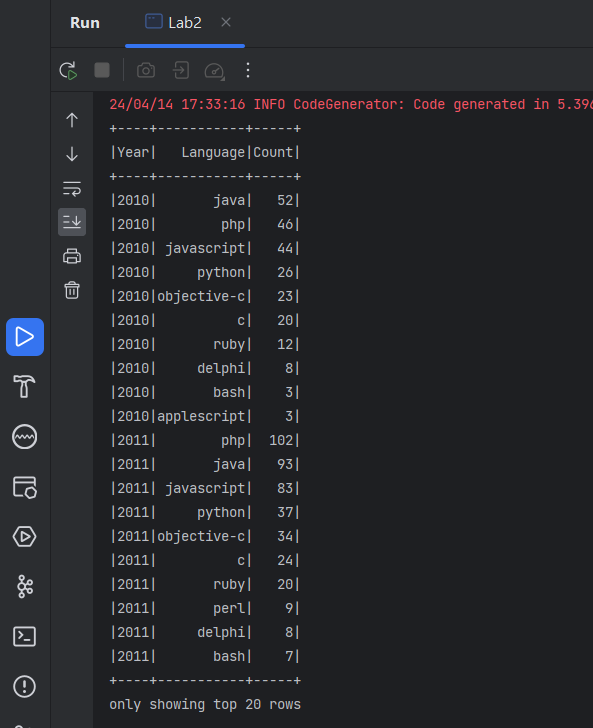 Run Lab2
24/04/14 17:33:16 INFO CodeGenerator: Code generated in 5.396
+----+-----------+-----+
|Year|   Language|Count|
+----+-----------+-----+
|2010|       java|   52|
|2010|        php|   46|
|2010| javascript|   44|
|2010|     python|   26|
|2010|objective-c|   23|
|2010|          c|   20|
|2010|       ruby|   12|
|2010|     delphi|    8|
|2010|       bash|    3|
|2010|applescript|    3|
|2011|        php|  102|
|2011|       java|   93|
|2011| javascript|   83|
|2011|     python|   37|
|2011|objective-c|   34|
|2011|          c|   24|
|2011|       ruby|   20|
|2011|       perl|    9|
|2011|     delphi|    8|
|2011|       bash|    7|
+----+-----------+-----+
only showing top 20 rows